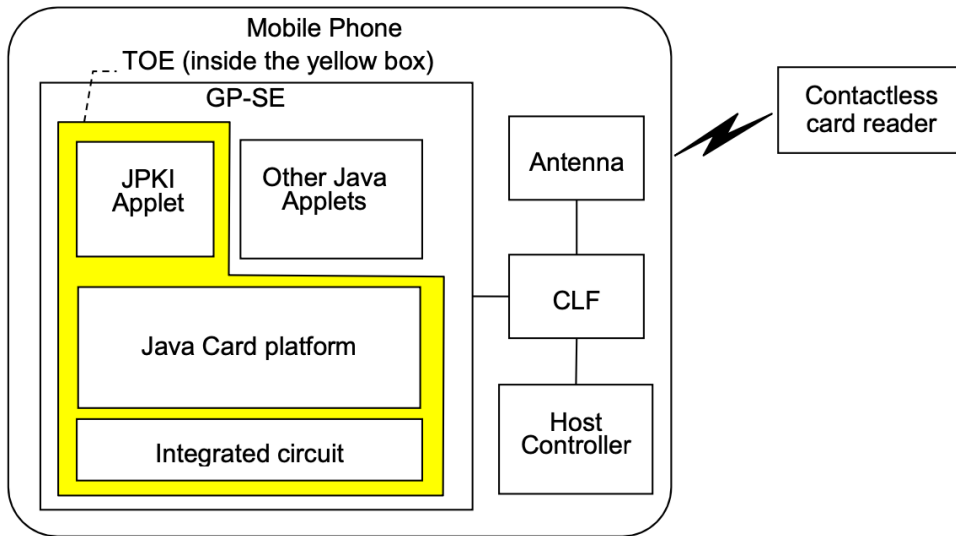 Mobile Phone
TOE (inside the yellow box)
GP-SE
JPKI
Applet
Other Java
Applets
Java Card platform
Integrated circuit
Antenna
CLF
Host
Controller
Contactless
card reader